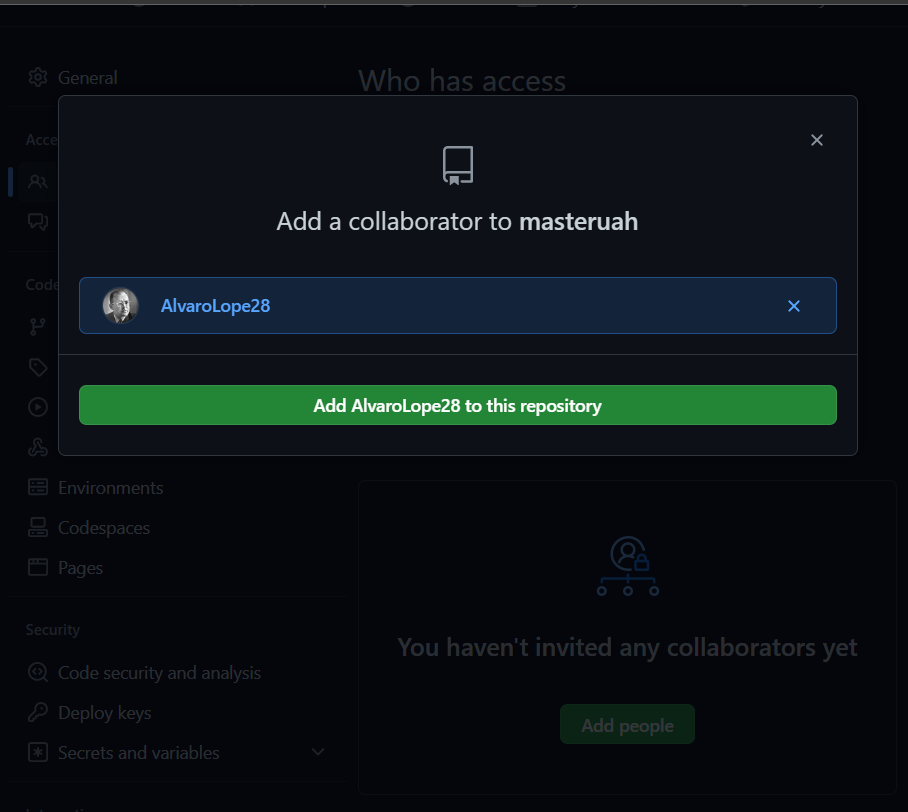 General
Who has access
Acce
Add a collaborator to masteruah
AlvaroLope28
Code
Add AlvaroLope28 to this repository
Environments
Codespaces
Pages
You haven't invited any collaborators yet
Security
Code security and analysis
Deploy keys
Add people
Secrets and variables